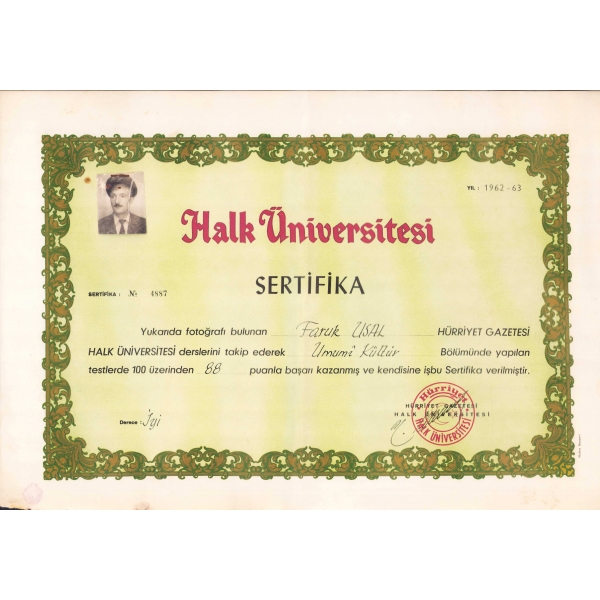 YIL : 1962 - 63
Halk Üniversitesi
SERTİFİKA
SERTİFİKA : № 4887
Yukarıda fotoğrafı bulunan Faruk USAL HÜRRİYET GAZETESİ
HALK ÜNİVERSİTESİ derslerini takip ederek Umumî Kültür Bölümünde yapılan
testlerde 100 üzerinden 88 puanla başarı kazanmış ve kendisine işbu Sertifika verilmiştir.
Derece : İyi
HÜRRİYET GAZETESİ
HALK ÜNİVERSİTESİ
Hürriyet
HALK ÜNİVERSİTESİ